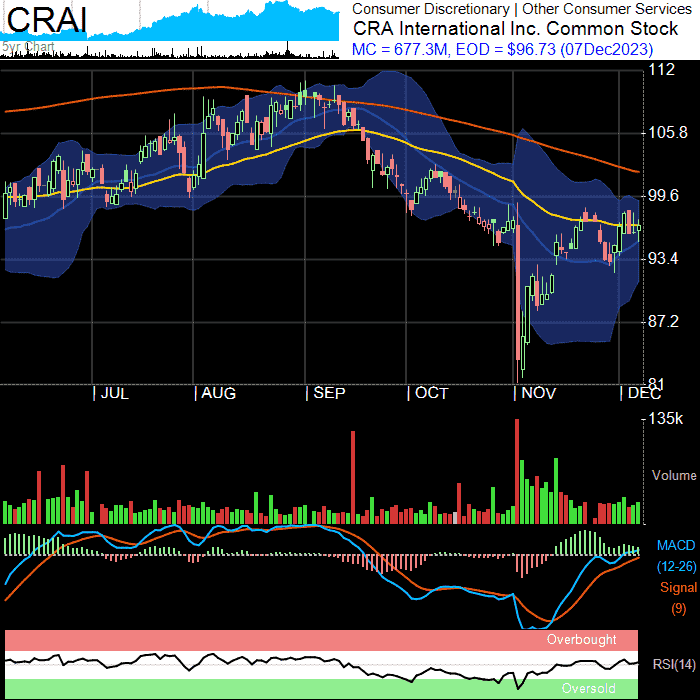 CRAI
5yr Chart
Consumer Discretionary | Other Consumer Services
CRA International Inc. Common Stock
MC = 677.3M, EOD = $96.73 (07Dec2023)
112
105.8
99.6
93.4
87.2
81
| JUL | AUG | SEP | OCT | NOV | DEC
135k
Volume
MACD
(12-26)
Signal
(9)
Overbought
RSI(14)
Oversold